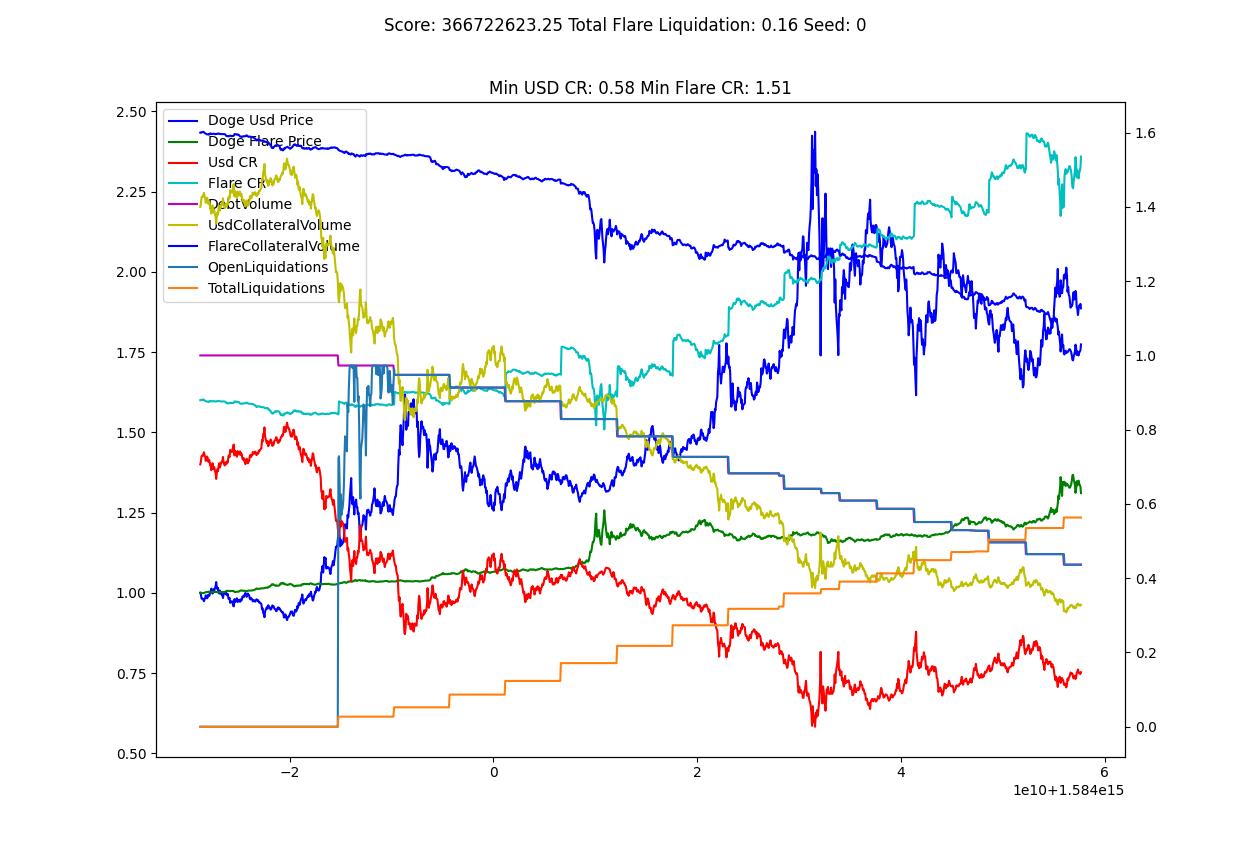 Score: 366722623.25 Total Flare Liquidation: 0.16 Seed: 0
Min USD CR: 0.58 Min Flare CR: 1.51
Doge Usd Price
Doge Flare Price
Usd CR
Flare CR
DebtVolume
UsdCollateralVolume
FlareCollateralVolume
OpenLiquidations
TotalLiquidations
2.50
2.25
2.00
1.75
1.50
1.25
1.00
0.75
0.50
1.6
1.4
1.2
1.0
0.8
0.6
0.4
0.2
0.0
−2
0
2
4
6
1e10+1.584e15